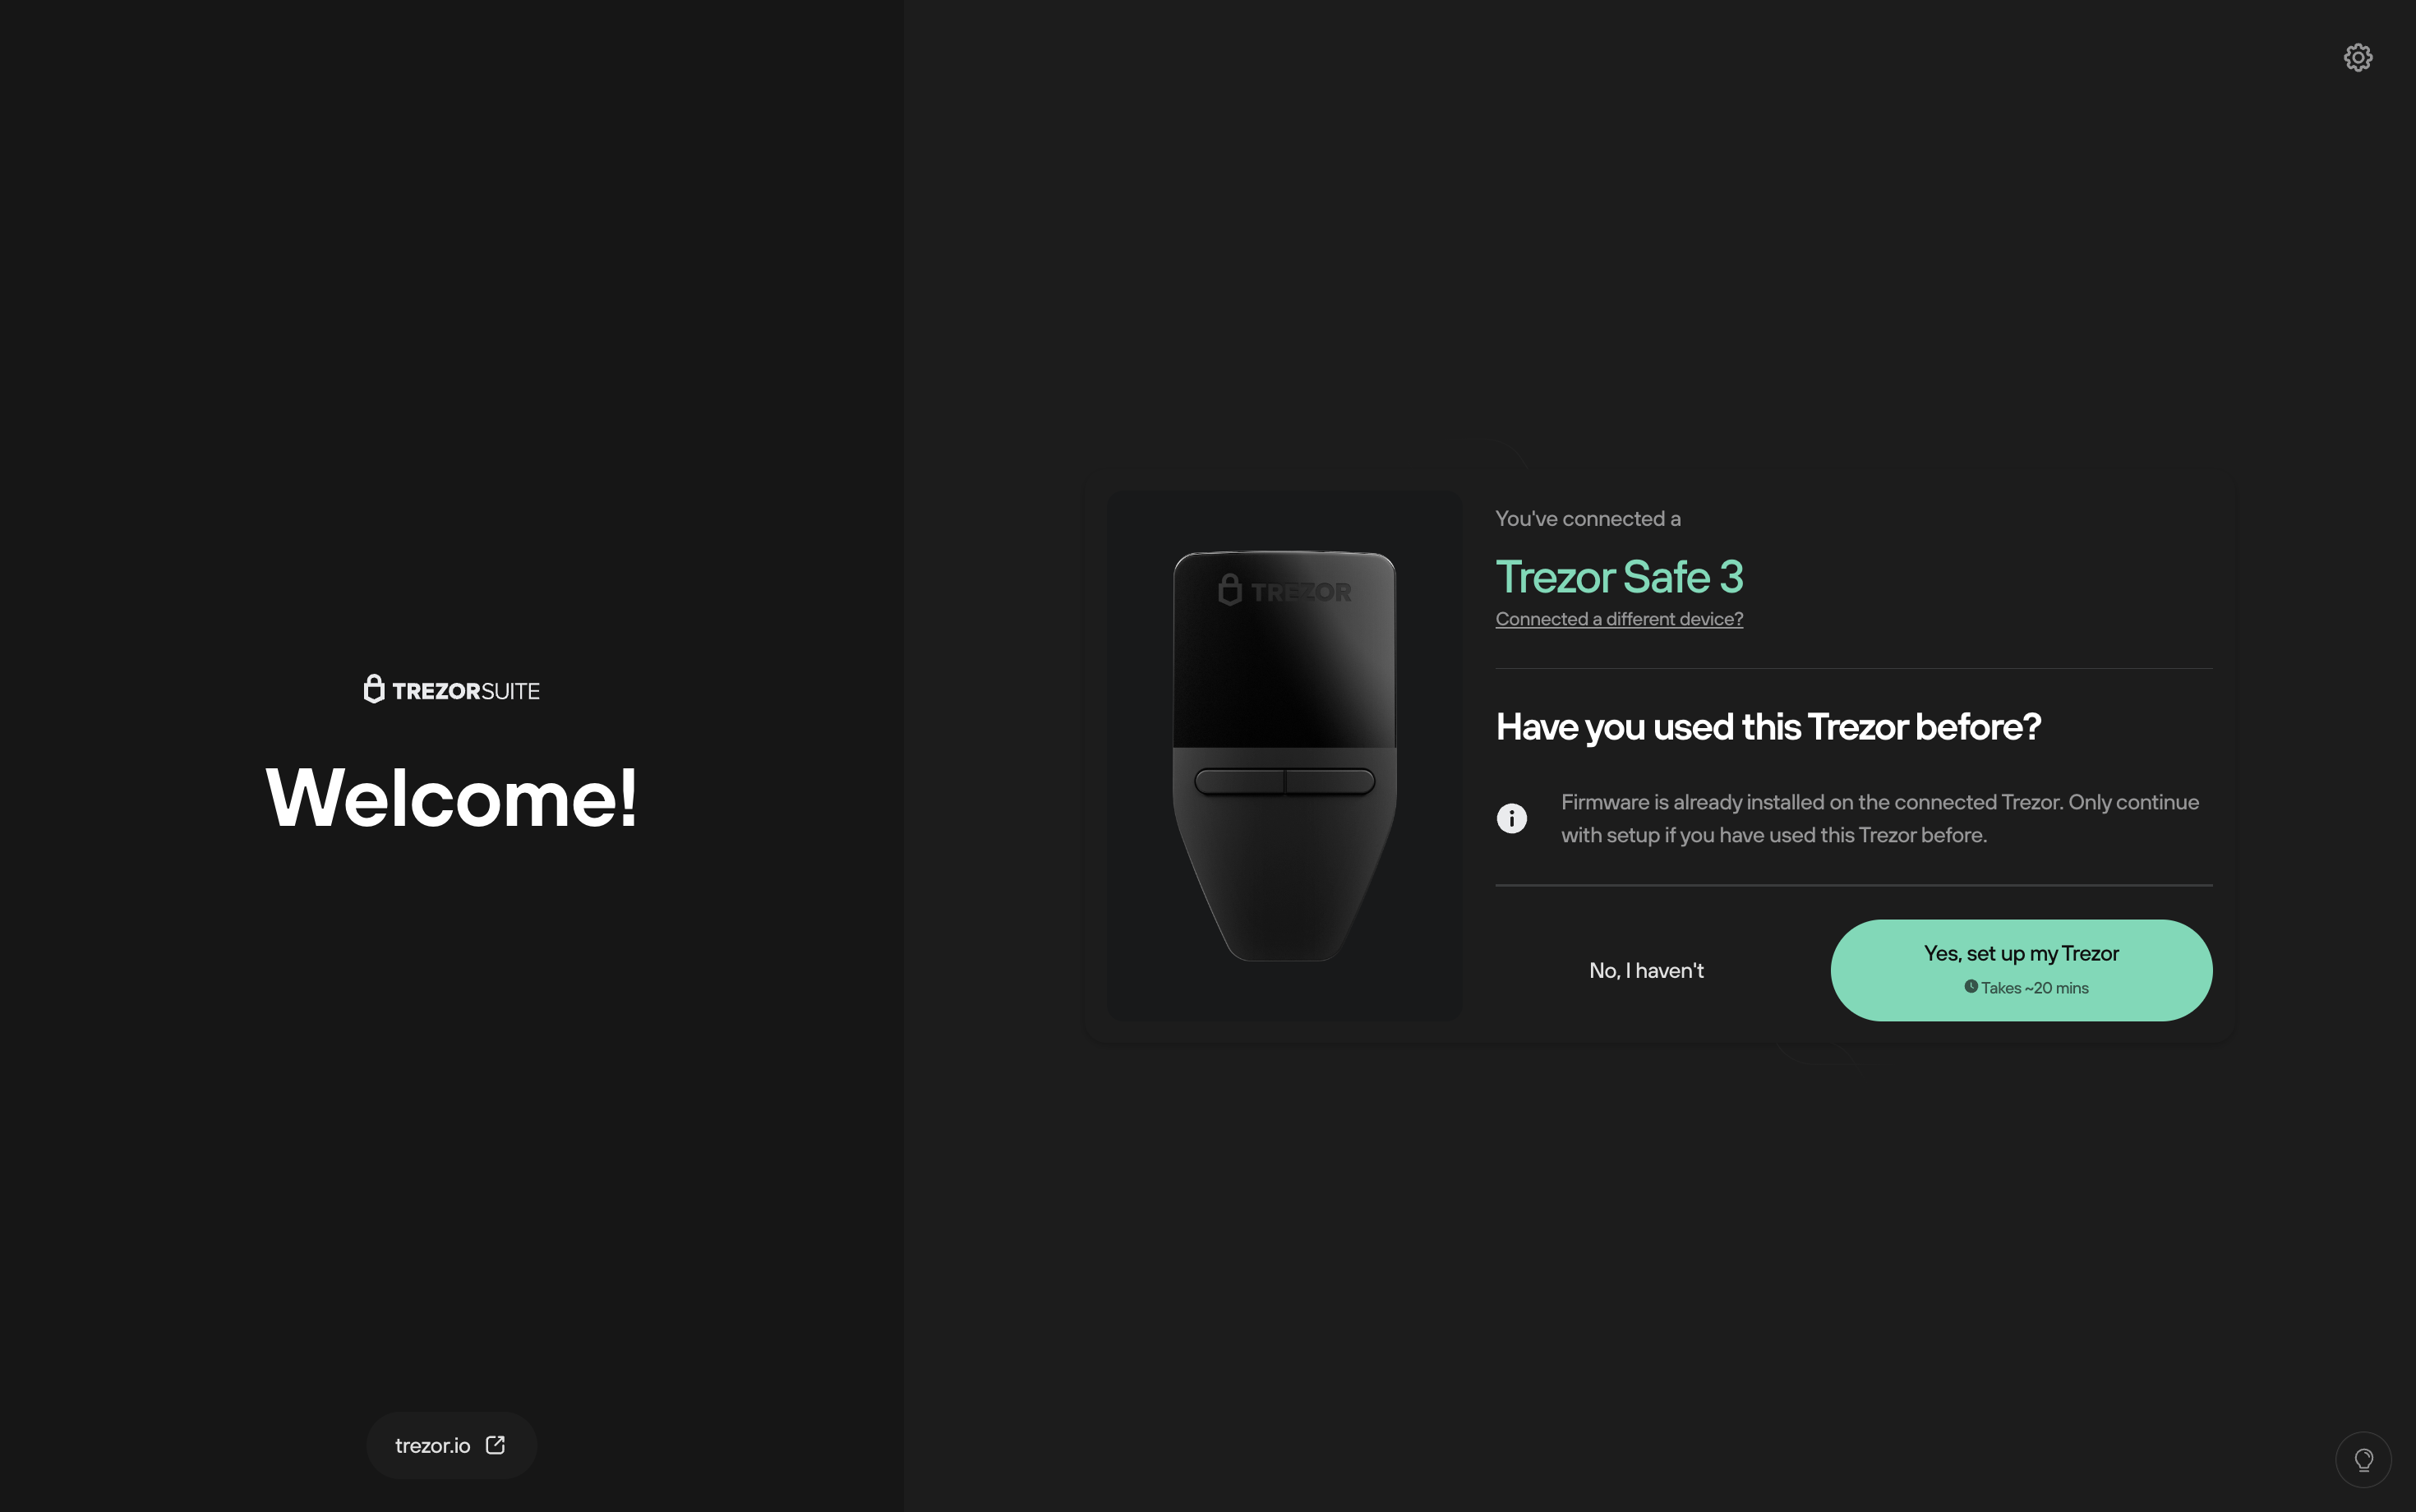 TREZOR SUITE
Welcome!
trezor.io
TREZOR
You've connected a
Trezor Safe 3
Connected a different device?
Have you used this Trezor before?
Firmware is already installed on the connected Trezor. Only continue
with setup if you have used this Trezor before.
No, I haven't
Yes, set up my Trezor
Takes ~20 mins